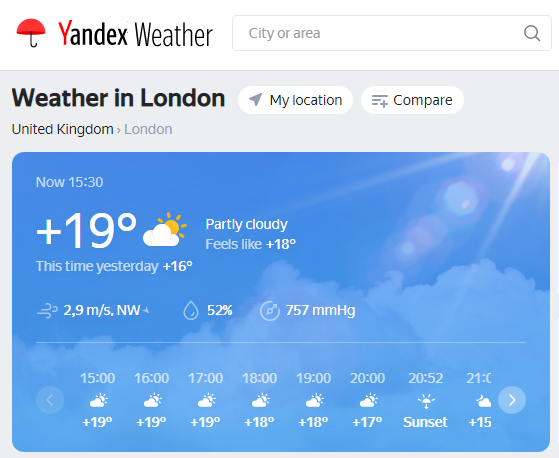 Yandex Weather
City or area
Weather in London
My location
Compare
United Kingdom › London
Now 15:30
+19°
Partly cloudy
Feels like +18°
This time yesterday +16°
2,9 m/s, NW
52%
757 mmHg
15:00 16:00 17:00 18:00 19:00 20:00 20:52
+19° +19° +19° +18° +18° +17° Sunset +15